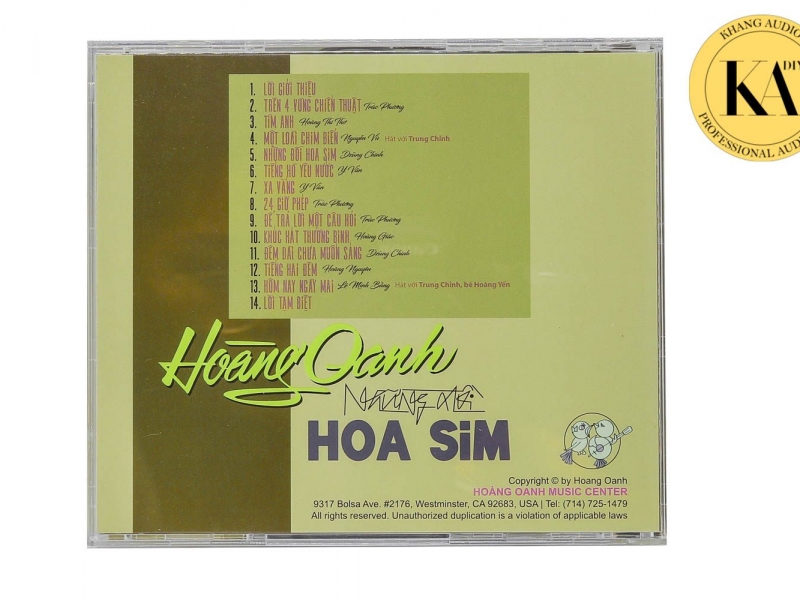 KHANG AUDIO
KA
DIY
PROFESSIONAL AUDIO
1. LỜI GIỚI THIỆU
2. TRÊN 4 VÙNG CHIẾN THUẬT Trúc Phương
3. TÌM ANH Hoàng Thi Thơ
4. MỘT LOÀI CHIM BIỂN Nguyễn Vũ Hát với Trung Chỉnh
5. NHỮNG ĐỒI HOA SIM Dzũng Chinh
6. TIẾNG HÒ YÊU NƯỚC Y Vân
7. XA VẮNG Y Vân
8. 24 GIỜ PHÉP Trúc Phương
9. ĐỂ TRẢ LỜI MỘT CÂU HỎI Trúc Phương
10. KHÚC HÁT THƯƠNG BINH Hoàng Giác
11. ĐÊM DÀI CHƯA MUỐN SÁNG Dzũng Chinh
12. TIẾNG HAI ĐÊM Hoàng Nguyên
13. HÔM NAY NGÀY MAI Lê Minh Bằng Hát với Trung Chỉnh, bé Hoàng Yến
14. LỜI TẠM BIỆT
Hoàng Oanh
NHỮNG ĐỒI
HOA SiM
Copyright © by Hoang Oanh
HOÀNG OANH MUSIC CENTER
9317 Bolsa Ave. #2176, Westminster, CA 92683, USA | Tel: (714) 725-1479
All rights reserved. Unauthorized duplication is a violation of applicable laws